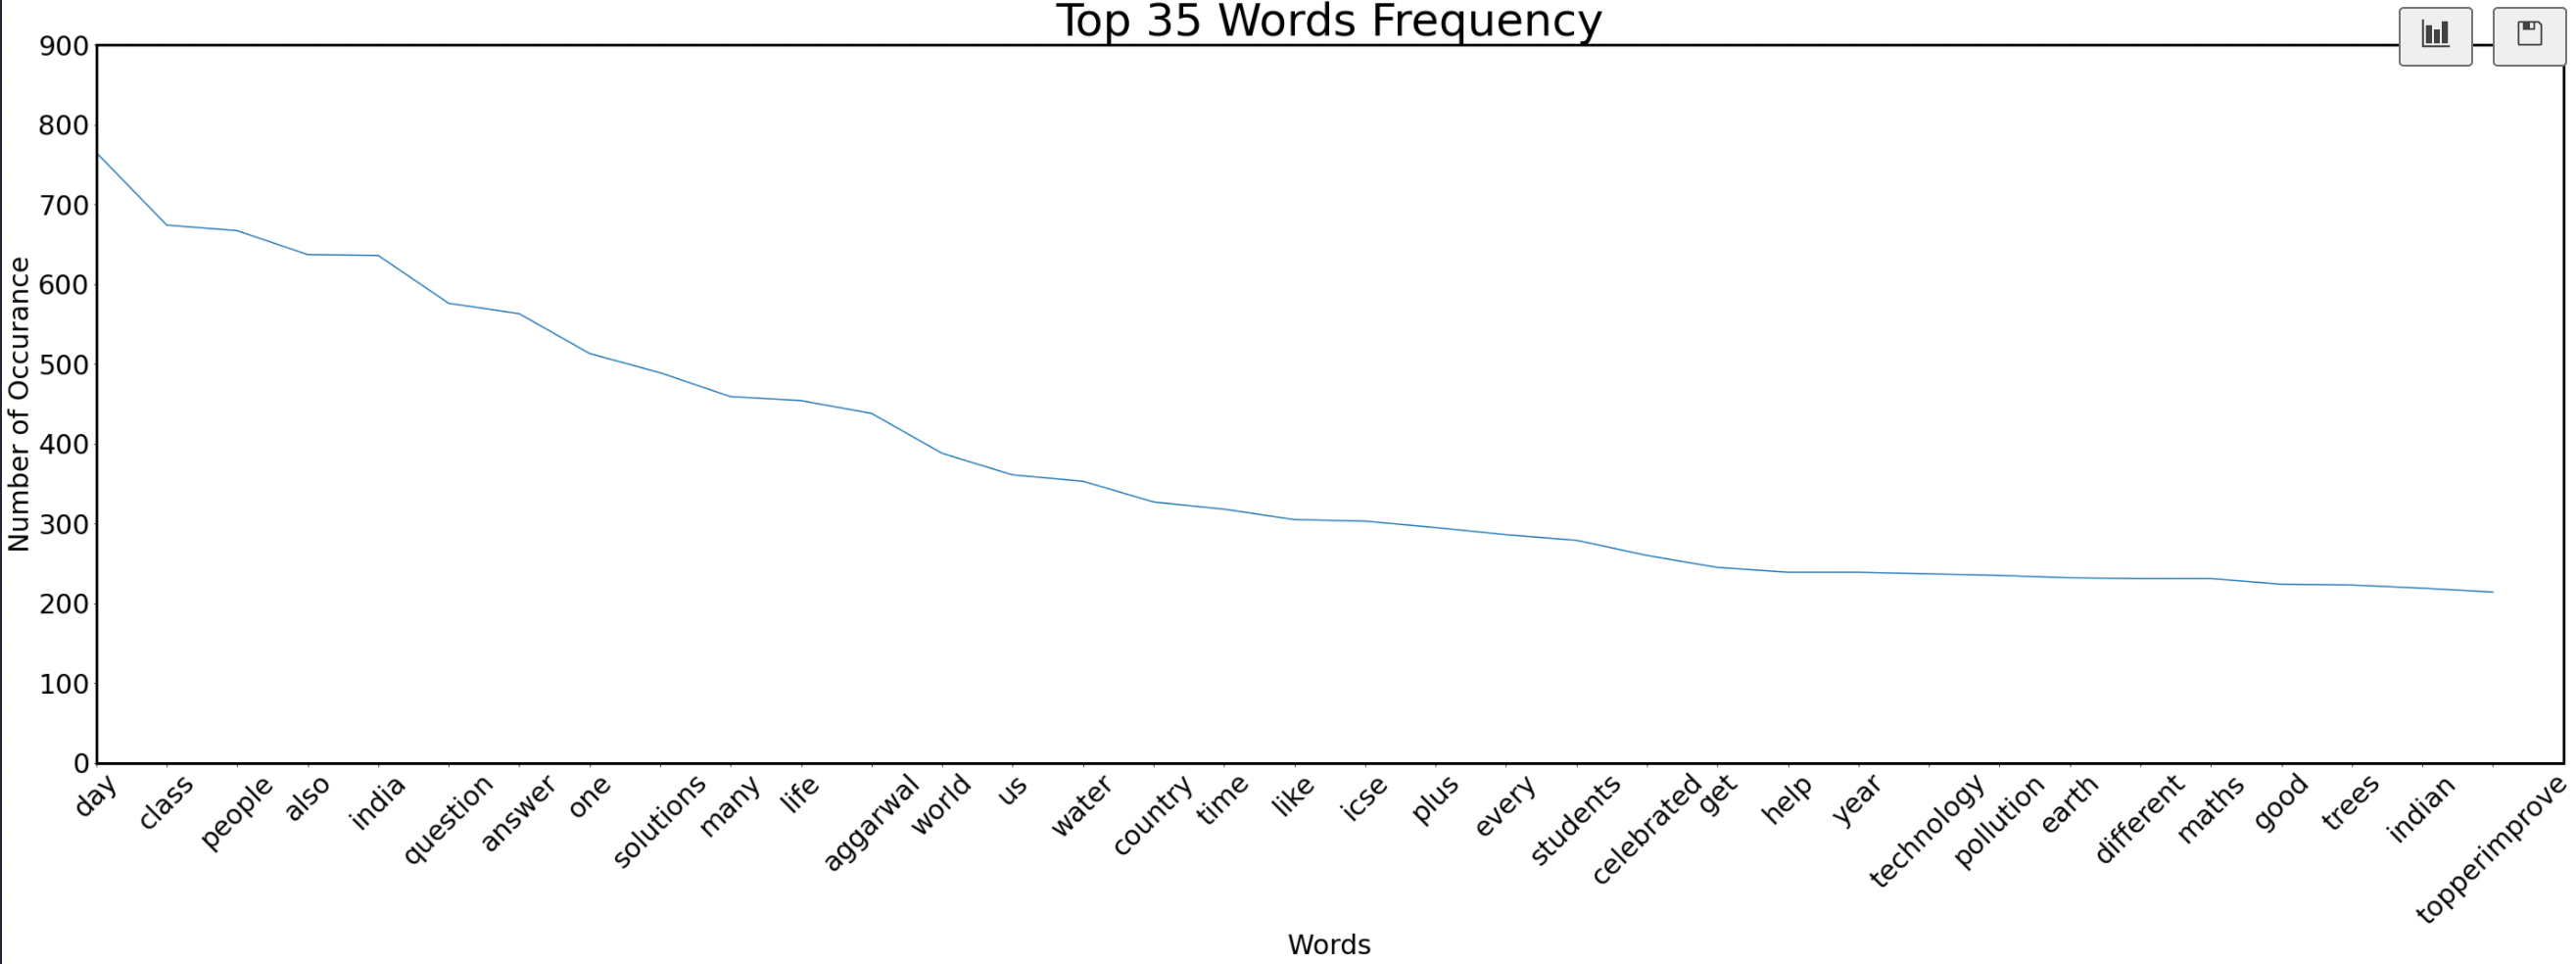 Top 35 Words Frequency
900
800
700
600
500
400
300
200
100
0
Number of Occurance
day
class
people
also
india
question
answer
one
solutions
many
life
aggarwal
world
us
water
country
time
like
icse
plus
every
students
celebrated
get
help
year
technology
pollution
earth
different
maths
good
trees
indian
topperimprove
Words